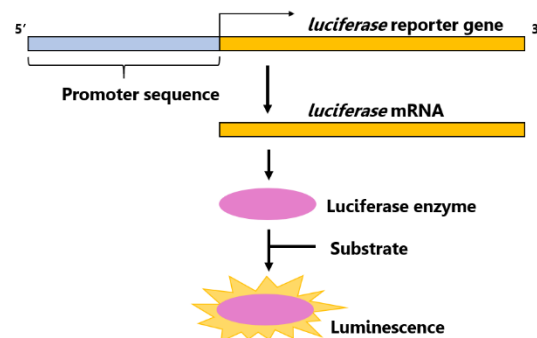 5′
luciferase reporter gene
3
Promoter sequence
luciferase mRNA
Luciferase enzyme
Substrate
Luminescence